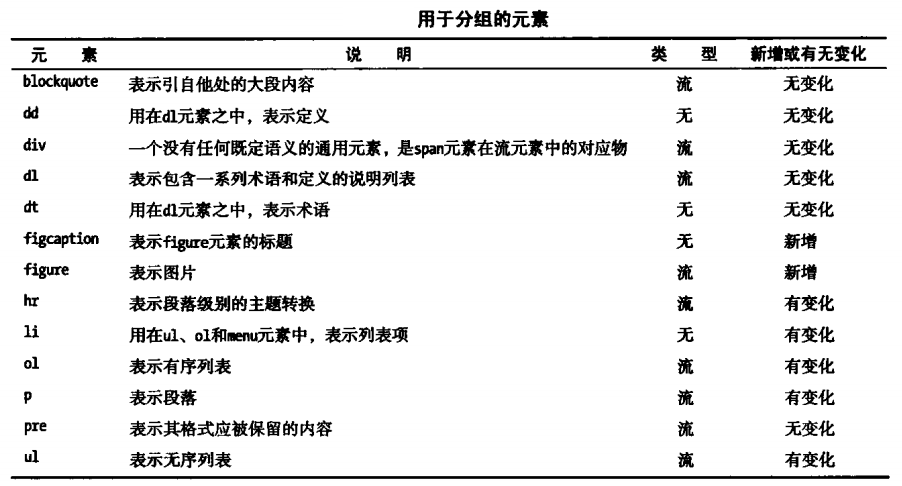 用于分组的元素
元 素 说 明 类 型 新增或有无变化
blockquote 表示引自他处的大段内容 流 无变化
dd 用在dl元素之中，表示定义 无 无变化
div 一个没有任何既定语义的通用元素，是span元素在流元素中的对应物 流 无变化
dl 表示包含一系列术语和定义的说明列表 流 无变化
dt 用在dl元素之中，表示术语 无 无变化
figcaption 表示figure元素的标题 无 新增
figure 表示图片 流 新增
hr 表示段落级别的主题转换 流 有变化
li 用在ul、ol和menu元素中，表示列表项 无 有变化
ol 表示有序列表 流 有变化
p 表示段落 流 有变化
pre 表示其格式应被保留的内容 流 无变化
ul 表示无序列表 流 有变化